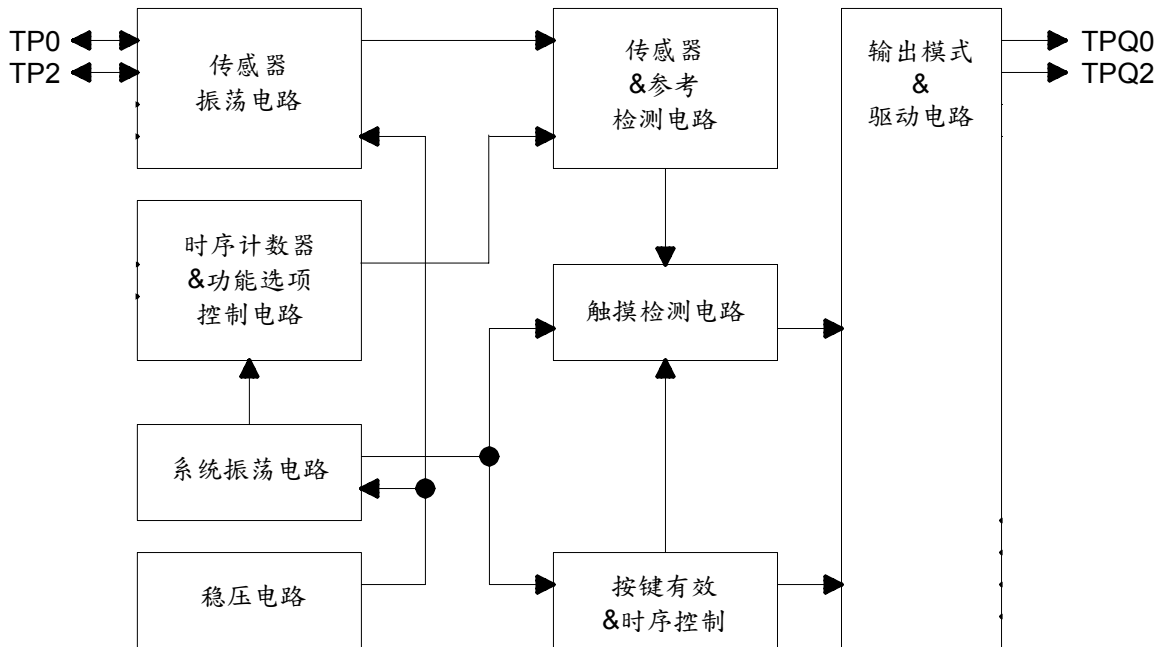 TP0
TP2
传感器
振荡电路
传感器
&参考
检测电路
输出模式
&
驱动电路
TPQ0
TPQ2
时序计数器
&功能选项
控制电路
触摸检测电路
系统振荡电路
稳压电路
按键有效
&时序控制